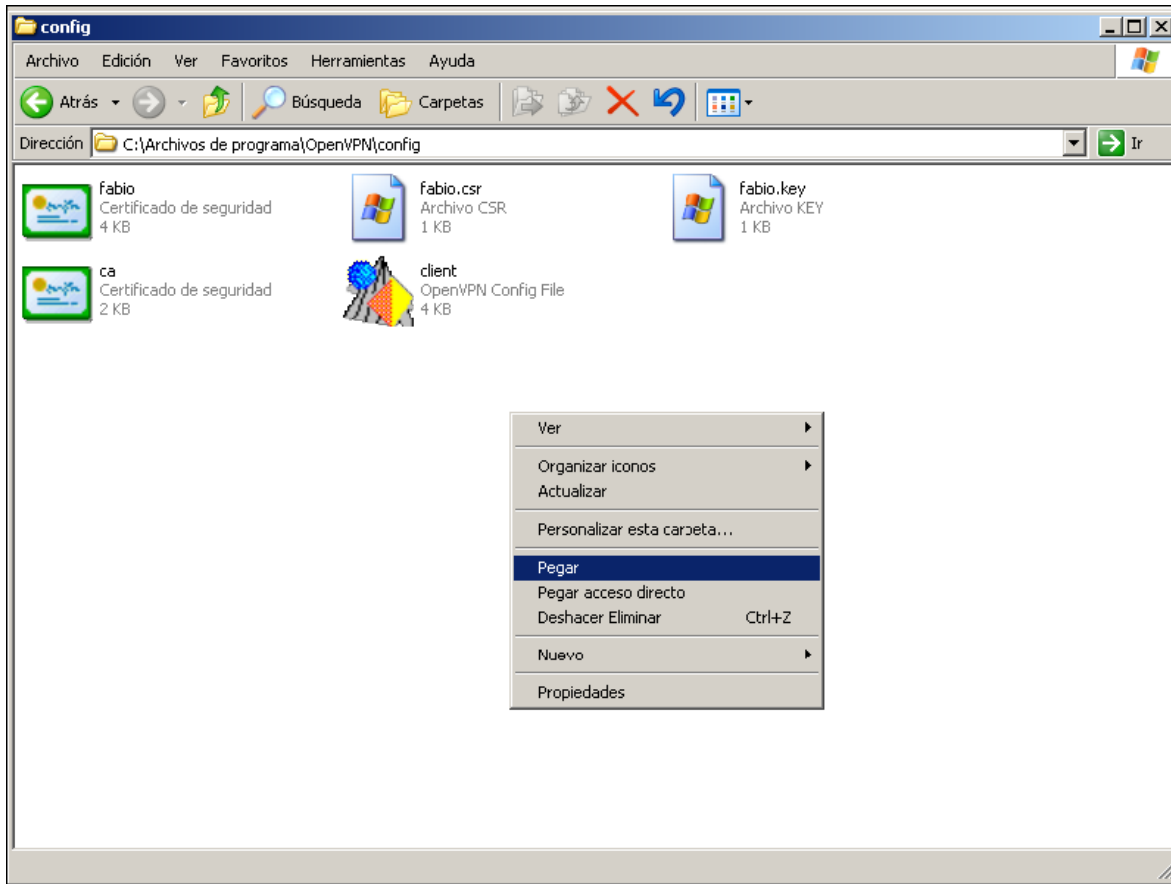 config
Archivo Edición Ver Favoritos Herramientas Ayuda
Atrás Búsqueda Carpetas
Dirección C:\Archivos de programa\OpenVPN\config Ir
fabio
Certificado de seguridad
4 KB
fabio.csr
Archivo CSR
1 KB
fabio.key
Archivo KEY
1 KB
ca
Certificado de seguridad
2 KB
client
OpenVPN Config File
4 KB
Ver
Organizar iconos
Actualizar
Personalizar esta carpeta...
Pegar
Pegar acceso directo
Deshacer Eliminar Ctrl+Z
Nuevo
Propiedades